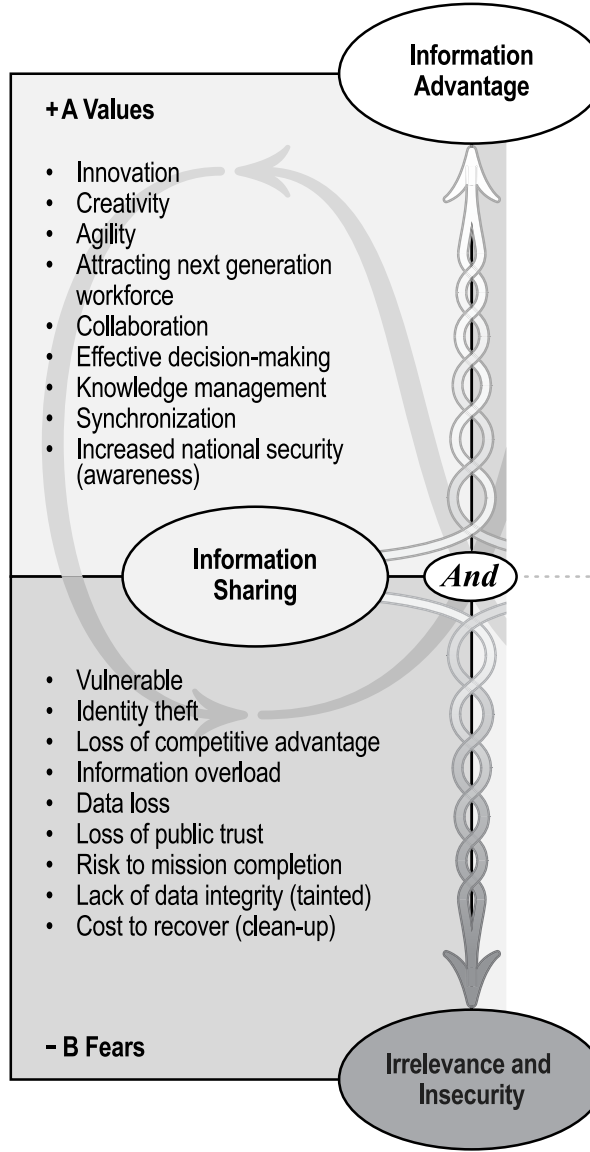 Information
Advantage
+A Values
• Innovation
• Creativity
• Agility
• Attracting next generation
workforce
• Collaboration
• Effective decision-making
• Knowledge management
• Synchronization
• Increased national security
(awareness)
Information
Sharing
And
• Vulnerable
• Identity theft
• Loss of competitive advantage
• Information overload
• Data loss
• Loss of public trust
• Risk to mission completion
• Lack of data integrity (tainted)
• Cost to recover (clean-up)
– B Fears
Irrelevance and
Insecurity